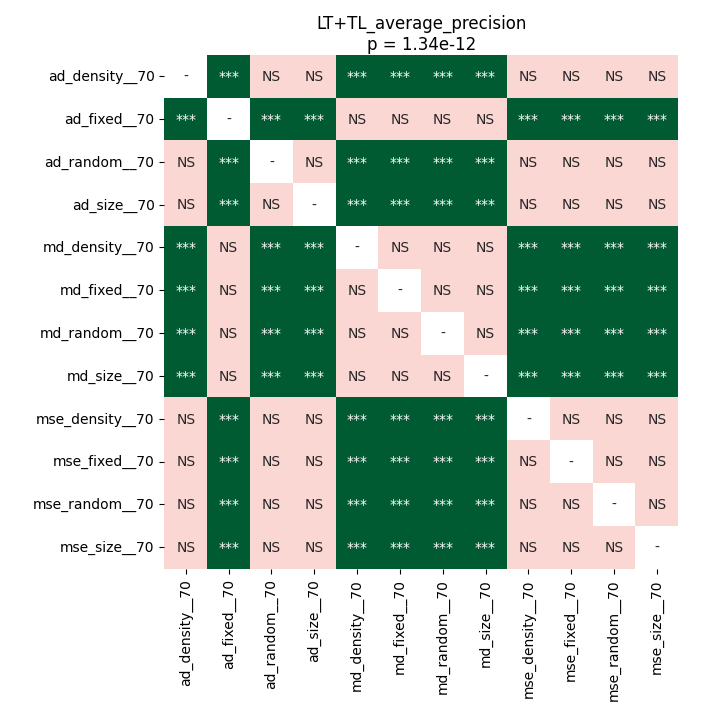 LT+TL_average_precision
p = 1.34e-12
ad_density__70 - *** NS NS *** *** *** *** NS NS NS NS
ad_fixed__70 *** - *** *** NS NS NS NS *** *** *** ***
ad_random__70 NS *** - NS *** *** *** *** NS NS NS NS
ad_size__70 NS *** NS - *** *** *** *** NS NS NS NS
md_density__70 *** NS *** *** - NS NS NS *** *** *** ***
md_fixed__70 *** NS *** *** NS - NS NS *** *** *** ***
md_random__70 *** NS *** *** NS NS - NS *** *** *** ***
md_size__70 *** NS *** *** NS NS NS - *** *** *** ***
mse_density__70 NS *** NS NS *** *** *** *** - NS NS NS
mse_fixed__70 NS *** NS NS *** *** *** *** NS - NS NS
mse_random__70 NS *** NS NS *** *** *** *** NS NS - NS
mse_size__70 NS *** NS NS *** *** *** *** NS NS NS -
ad_density__70
ad_fixed__70
ad_random__70
ad_size__70
md_density__70
md_fixed__70
md_random__70
md_size__70
mse_density__70
mse_fixed__70
mse_random__70
mse_size__70